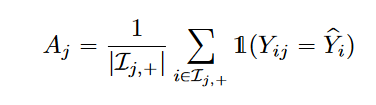 $A_j = \frac{1}{|\mathcal{I}_{j,+}|} \sum_{i \in \mathcal{I}_{j,+}} \mathbb{1}(Y_{ij} = \widehat{Y}_i)$